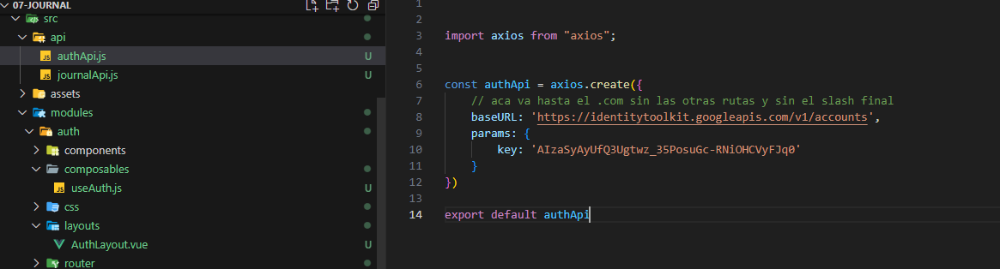 07-JOURNAL
src
api
authApi.js U
journalApi.js U
assets
modules
auth
components
composables
useAuth.js U
css
layouts
AuthLayout.vue U
router
1
2
3 import axios from "axios";
4
5
6 const authApi = axios.create({
7 // aca va hasta el .com sin las otras rutas y sin el slash final
8 baseURL: 'https://identitytoolkit.googleapis.com/v1/accounts',
9 params: {
10 key: 'AIzaSyAyUfQ3Ugtwz_35PosuGc-RNiOHCVyFJq0'
11 }
12 })
13
14 export default authApi